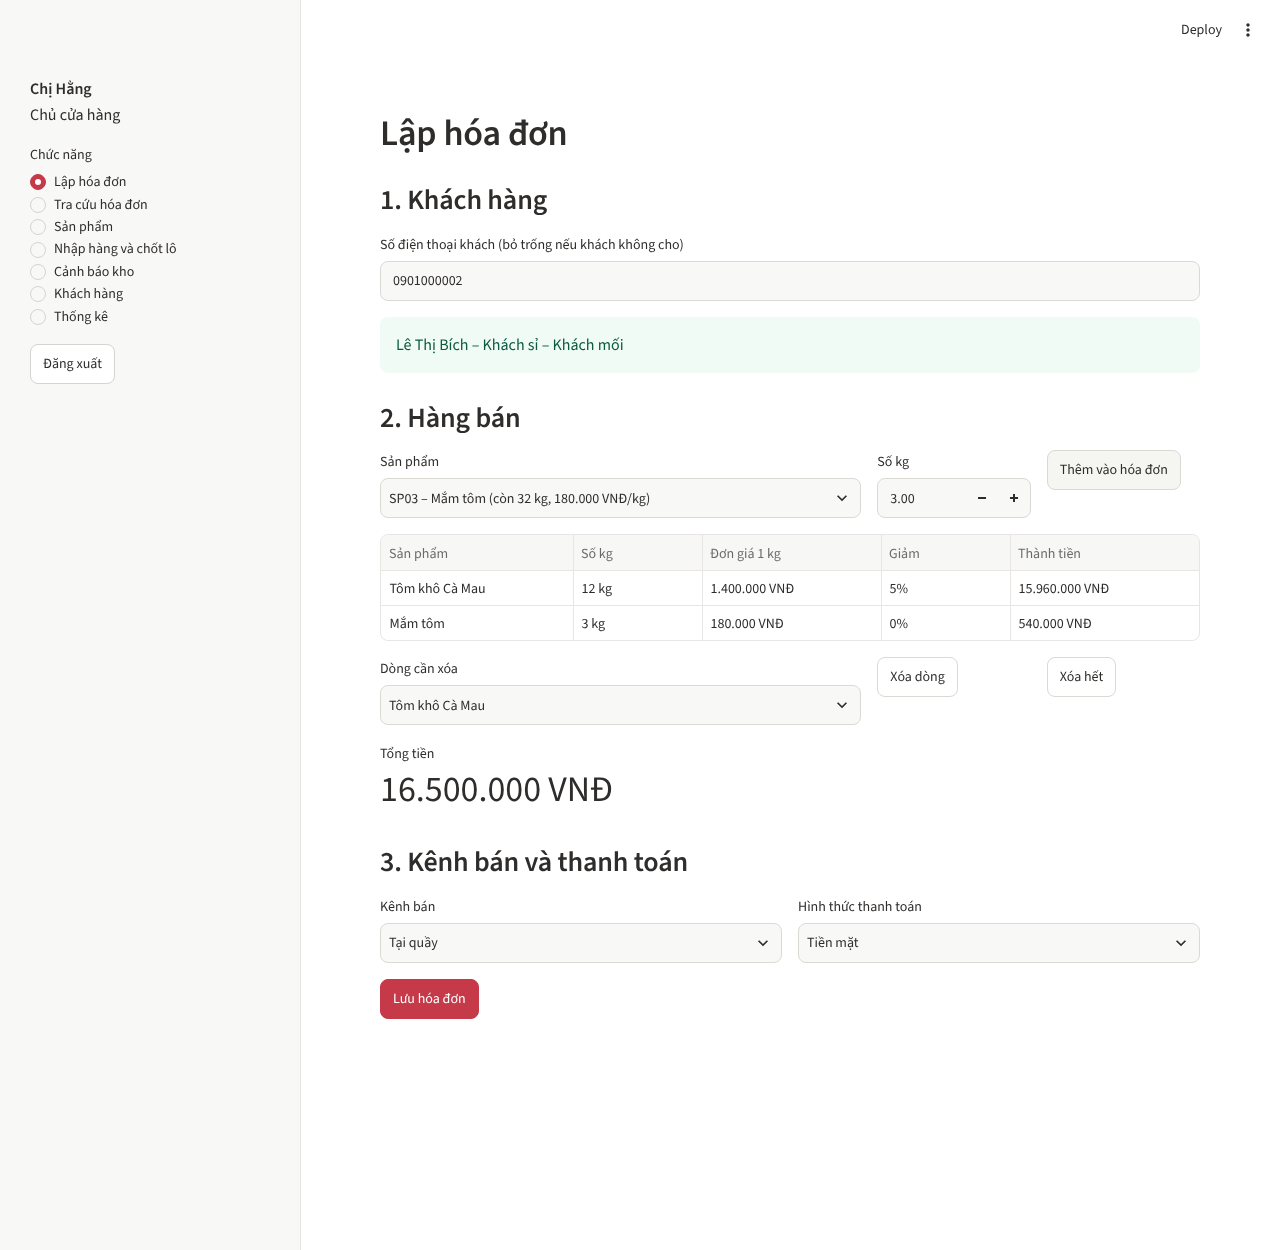 Deploy
Chị Hằng
Chủ cửa hàng
Chức năng
Lập hóa đơn
Tra cứu hóa đơn
Sản phẩm
Nhập hàng và chốt lô
Cảnh báo kho
Khách hàng
Thống kê
Đăng xuất
Lập hóa đơn
1. Khách hàng
Số điện thoại khách (bỏ trống nếu khách không cho)
0901000002
Lê Thị Bích – Khách sỉ – Khách mối
2. Hàng bán
Sản phẩm
Số kg
Thêm vào hóa đơn
SP03 – Mắm tôm (còn 32 kg, 180.000 VNĐ/kg)
3.00
Sản phẩm Số kg Đơn giá 1 kg Giảm Thành tiền
Tôm khô Cà Mau 12 kg 1.400.000 VNĐ 5% 15.960.000 VNĐ
Mắm tôm 3 kg 180.000 VNĐ 0% 540.000 VNĐ
Dòng cần xóa
Xóa dòng
Xóa hết
Tôm khô Cà Mau
Tổng tiền
16.500.000 VNĐ
3. Kênh bán và thanh toán
Kênh bán
Hình thức thanh toán
Tại quầy
Tiền mặt
Lưu hóa đơn